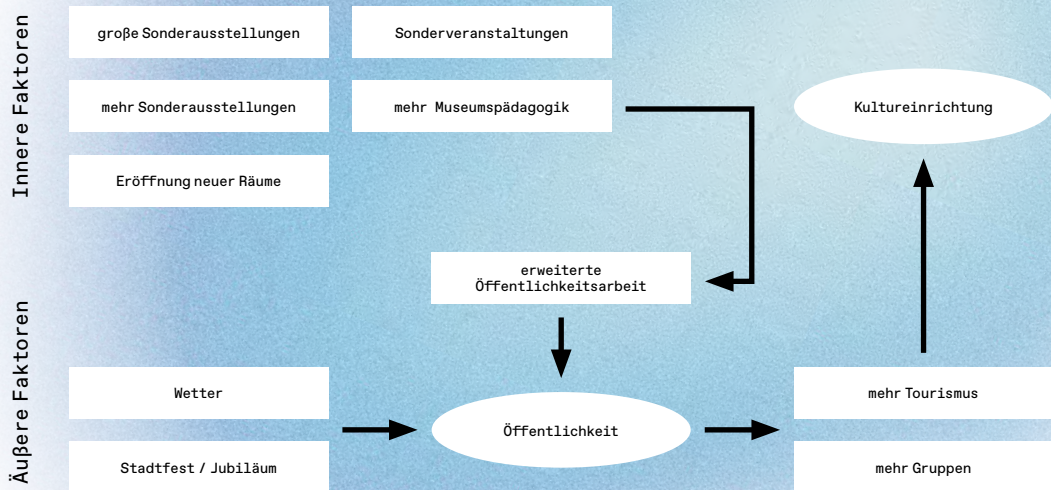 Innere Faktoren
große Sonderausstellungen
Sonderveranstaltungen
mehr Sonderausstellungen
mehr Museumspädagogik
Kultureinrichtung
Eröffnung neuer Räume
erweiterte
Öffentlichkeitsarbeit
Äußere Faktoren
Wetter
mehr Tourismus
Öffentlichkeit
Stadtfest / Jubiläum
mehr Gruppen